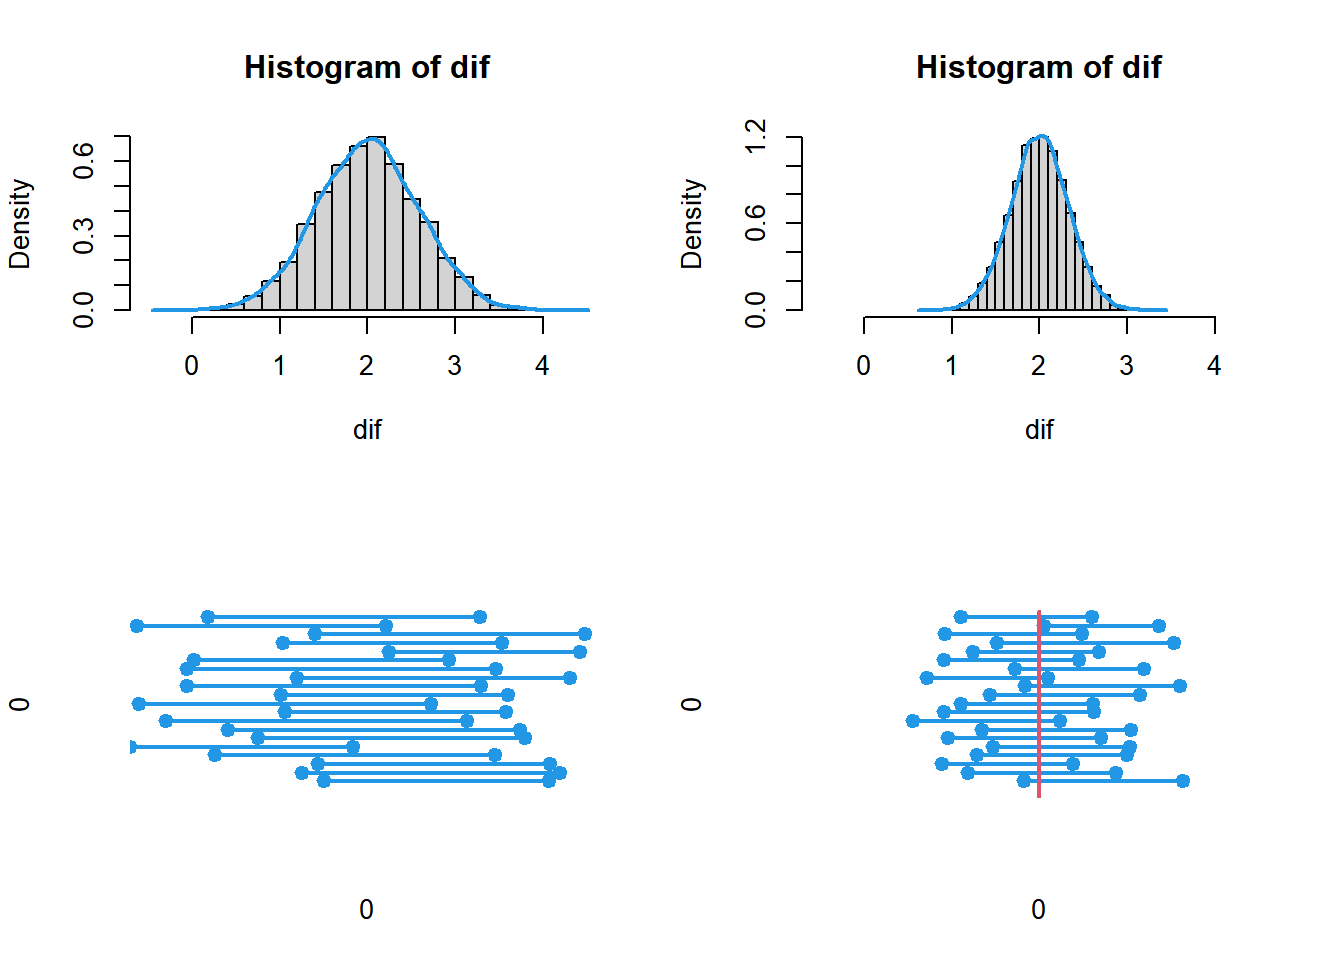 Histogram of dif
Density
0.0 0.3 0.6
0 1 2 3 4
dif
Histogram of dif
Density
0.0 0.6 1.2
0 1 2 3 4
dif
0
0
0
0